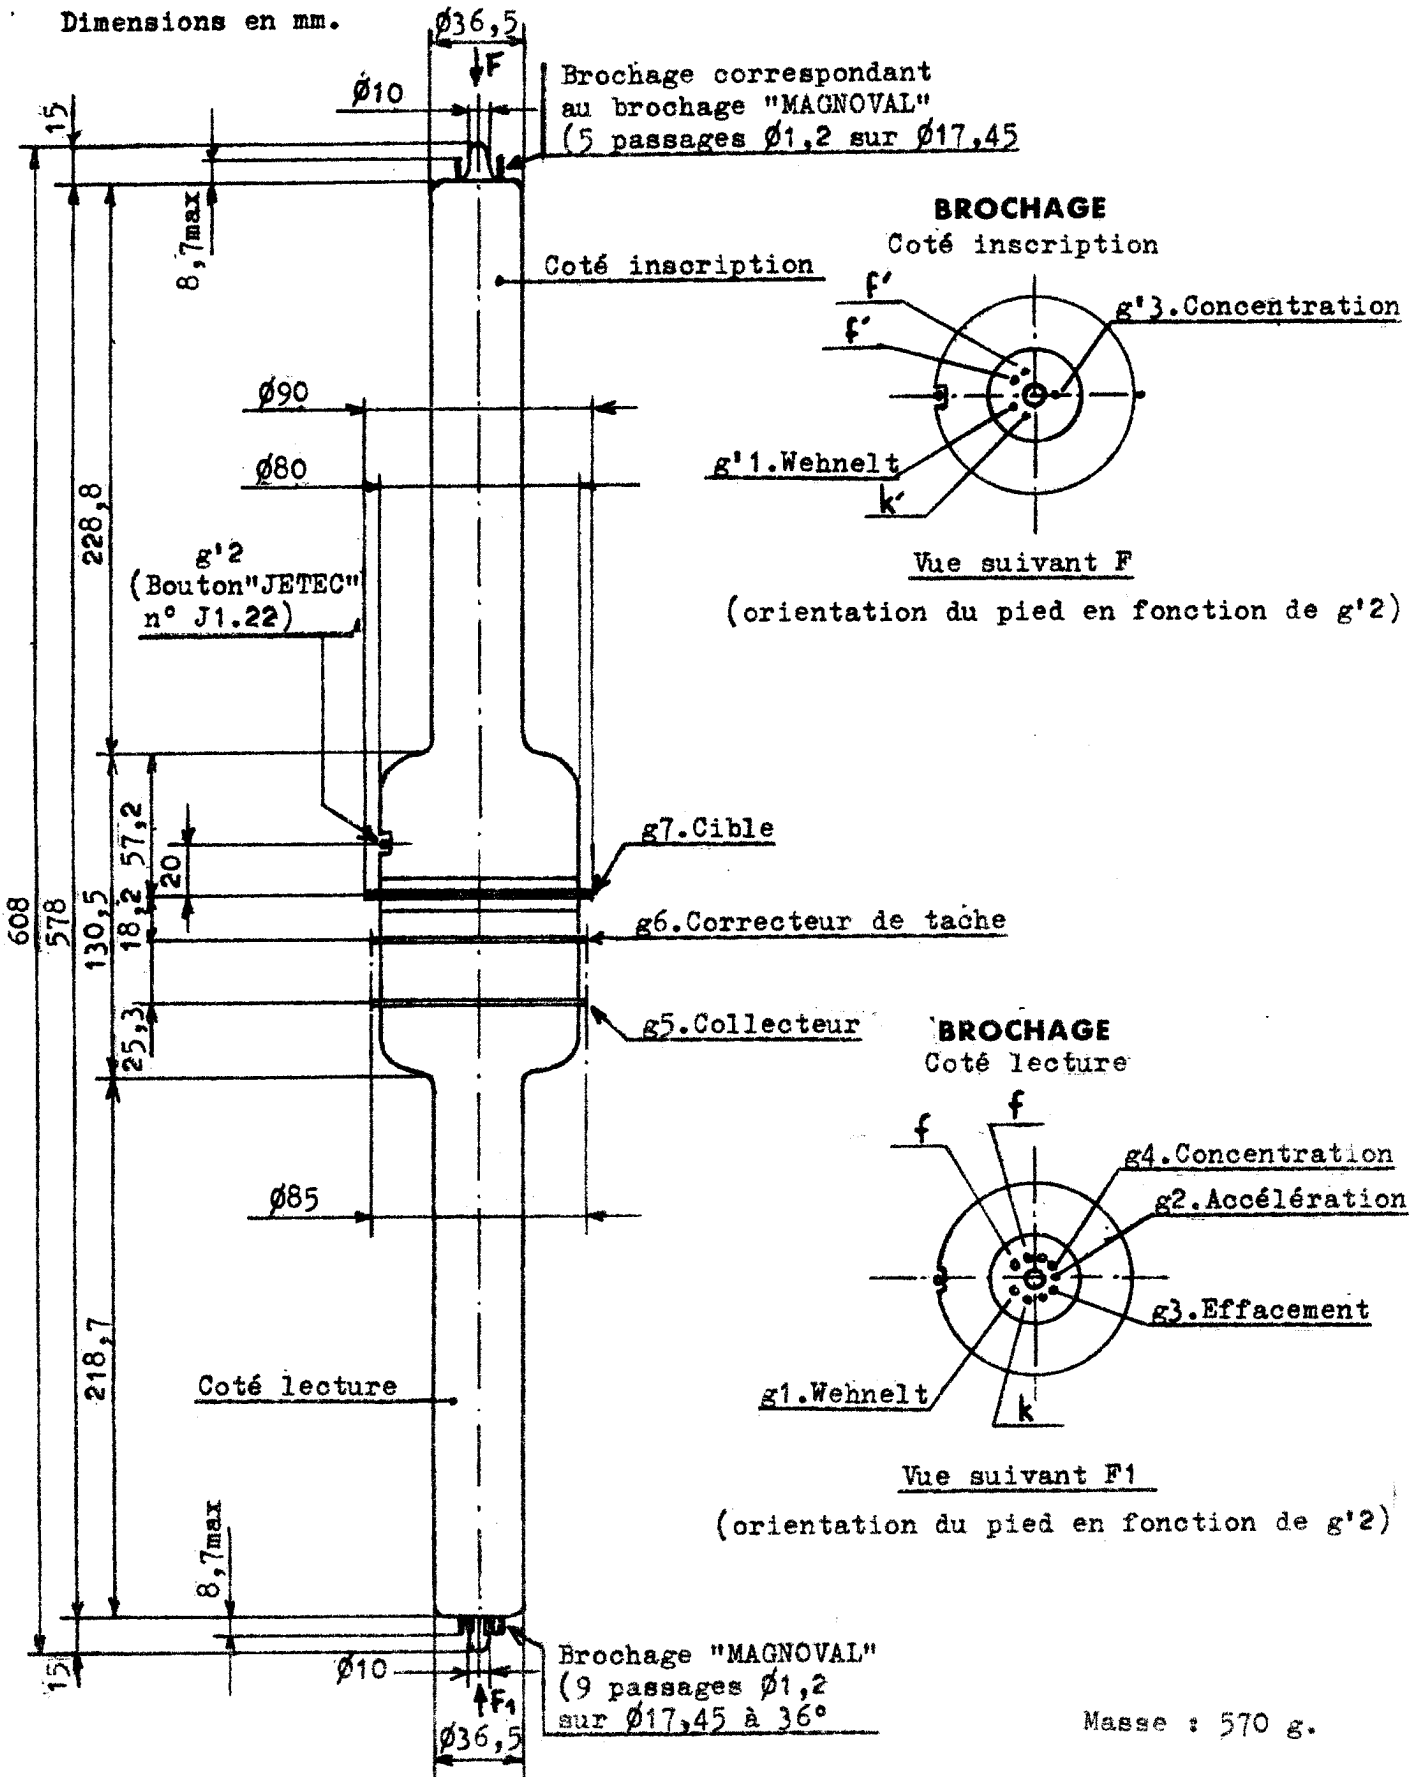 Dimensions en mm.
Ø36,5
F
Ø10
15
8,7max
Brochage correspondant
au brochage "MAGNOVAL"
(5 passages Ø1,2 sur Ø17,45
Coté inscription
BROCHAGE
Coté inscription
f'
f'
g'3.Concentration
g'1.Wehnelt
k'
Vue suivant F
(orientation du pied en fonction de g'2)
Ø90
Ø80
228,8
g'2
(Bouton"JETEC"
n° J1.22)
57,2
20
18,2
130,5
25,3
608
578
g7.Cible
g6.Correcteur de tache
g5.Collecteur
BROCHAGE
Coté lecture
f
f
g4.Concentration
g2.Accélération
g3.Effacement
g1.Wehnelt
k
Vue suivant F1
(orientation du pied en fonction de g'2)
Ø85
218,7
Coté lecture
8,7max
15
Ø10
F1
Ø36,5
Brochage "MAGNOVAL"
(9 passages Ø1,2
sur Ø17,45 à 36°
Masse : 570 g.